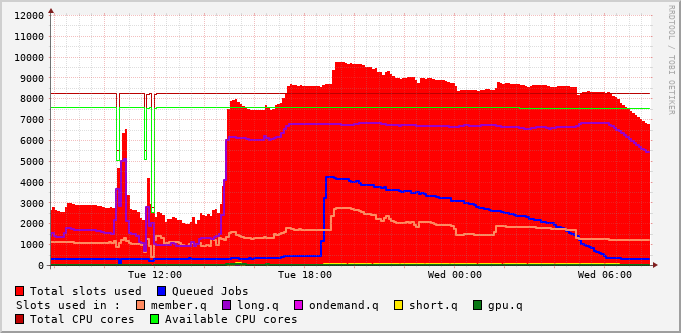 RRDTOOL / TOBI OETIKER
12000
11000
10000
9000
8000
7000
6000
5000
4000
3000
2000
1000
0
Tue 12:00 Tue 18:00 Wed 00:00 Wed 06:00
Total slots used Queued Jobs
Slots used in : member.q long.q ondemand.q short.q gpu.q
Total CPU cores Available CPU cores